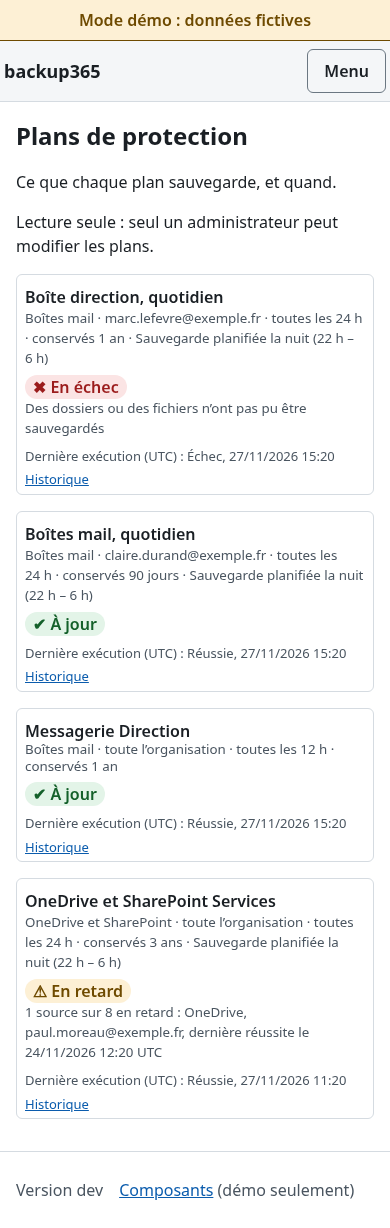 Mode démo : données fictives
backup365
Menu
Plans de protection
Ce que chaque plan sauvegarde, et quand.
Lecture seule : seul un administrateur peut
modifier les plans.
Boîte direction, quotidien
Boîtes mail · marc.lefevre@exemple.fr · toutes les 24 h
· conservés 1 an · Sauvegarde planifiée la nuit (22 h –
6 h)
✖ En échec
Des dossiers ou des fichiers n’ont pas pu être
sauvegardés
Dernière exécution (UTC) : Échec, 27/11/2026 15:20
Historique
Boîtes mail, quotidien
Boîtes mail · claire.durand@exemple.fr · toutes les
24 h · conservés 90 jours · Sauvegarde planifiée la nuit
(22 h – 6 h)
✔ À jour
Dernière exécution (UTC) : Réussie, 27/11/2026 15:20
Historique
Messagerie Direction
Boîtes mail · toute l’organisation · toutes les 12 h ·
conservés 1 an
✔ À jour
Dernière exécution (UTC) : Réussie, 27/11/2026 15:20
Historique
OneDrive et SharePoint Services
OneDrive et SharePoint · toute l’organisation · toutes
les 24 h · conservés 3 ans · Sauvegarde planifiée la
nuit (22 h – 6 h)
⚠ En retard
1 source sur 8 en retard : OneDrive,
paul.moreau@exemple.fr, dernière réussite le
24/11/2026 12:20 UTC
Dernière exécution (UTC) : Réussie, 27/11/2026 11:20
Historique
Version dev Composants (démo seulement)